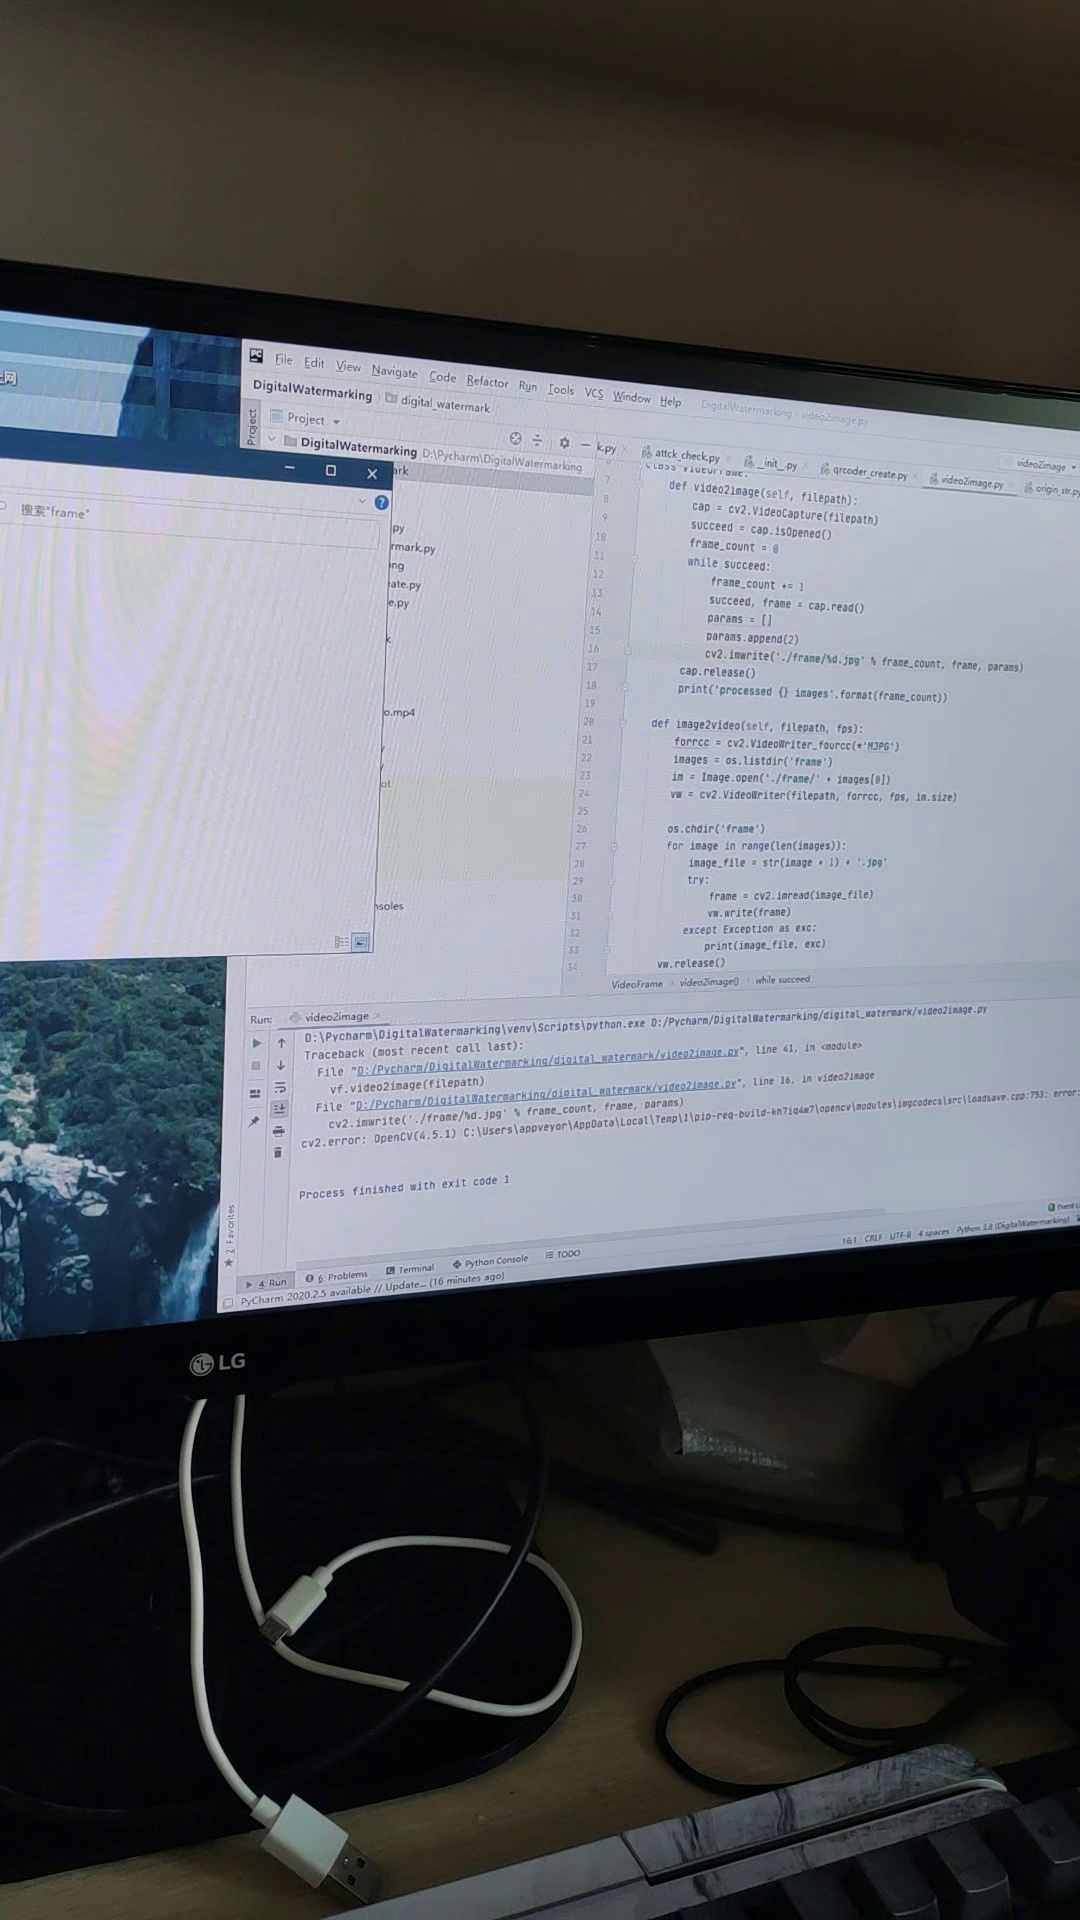 上网
File Edit View Navigate Code Refactor Run Tools VCS Window Help DigitalWatermarking - video2image.py
DigitalWatermarking digital_watermark
Project
Project
video2image
DigitalWatermarking D:\Pycharm\DigitalWatermarking
k.py attck_check.py _init_.py qrcoder_create.py video2image.py origin_str.py
搜索"frame"
ark
.py
rmark.py
ng
ate.py
e.py
k
o.mp4
ot
nsoles
class VideoFrame:
7 def video2image(self, filepath):
8 cap = cv2.VideoCapture(filepath)
9 succeed = cap.isOpened()
10 frame_count = 0
11 while succeed:
12 frame_count += 1
13 succeed, frame = cap.read()
14 params = []
15 params.append(2)
16 cv2.imwrite('./frame/%d.jpg' % frame_count, frame, params)
17 cap.release()
18 print('processed {} images'.format(frame_count))
19
20 def image2video(self, filepath, fps):
21 forrcc = cv2.VideoWriter_fourcc(*'MJPG')
22 images = os.listdir('frame')
23 im = Image.open('./frame/' + images[0])
24 vw = cv2.VideoWriter(filepath, forrcc, fps, im.size)
25
26 os.chdir('frame')
27 for image in range(len(images)):
28 image_file = str(image + 1) + '.jpg'
29 try:
30 frame = cv2.imread(image_file)
31 vw.write(frame)
32 except Exception as exc:
33 print(image_file, exc)
34 vw.release()
VideoFrame video2image() while succeed
Run: video2image
D:\Pycharm\DigitalWatermarking\venv\Scripts\python.exe D:/Pycharm/DigitalWatermarking/digital_watermark/video2image.py
Traceback (most recent call last):
File "D:/Pycharm/DigitalWatermarking/digital_watermark/video2image.py", line 41, in <module>
vf.video2image(filepath)
File "D:/Pycharm/DigitalWatermarking/digital_watermark/video2image.py", line 16, in video2image
cv2.imwrite('./frame/%d.jpg' % frame_count, frame, params)
cv2.error: OpenCV(4.5.1) C:\Users\appveyor\AppData\Local\Temp\1\pip-req-build-kh7iq4w7\opencv\modules\imgcodecs\src\loadsave.cpp:753: error:
Process finished with exit code 1
2: Favorites
4: Run 6: Problems Terminal Python Console TODO
Event L
PyCharm 2020.2.5 available // Update... (16 minutes ago)
16:1 CRLF UTF-8 4 spaces Python 3.8 (DigitalWatermarking)
LG